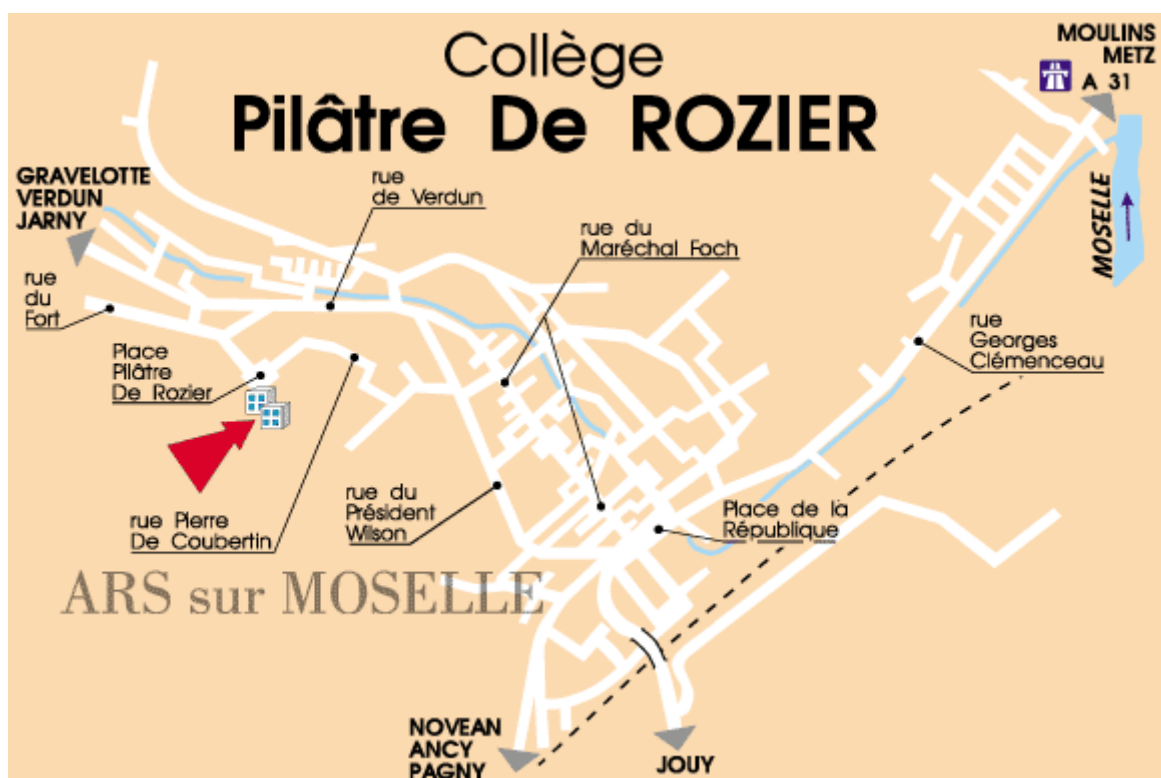 Collège
Pilâtre De ROZIER
MOULINS
METZ
A 31
GRAVELOTTE
VERDUN
JARNY
rue
de Verdun
rue du
Maréchal Foch
MOSELLE
rue
du
Fort
rue
Georges
Clémenceau
Place
Pilâtre
De Rozier
rue Pierre
De Coubertin
rue du
Président
Wilson
Place de la
République
ARS sur MOSELLE
NOVEAN
ANCY
PAGNY
JOUY